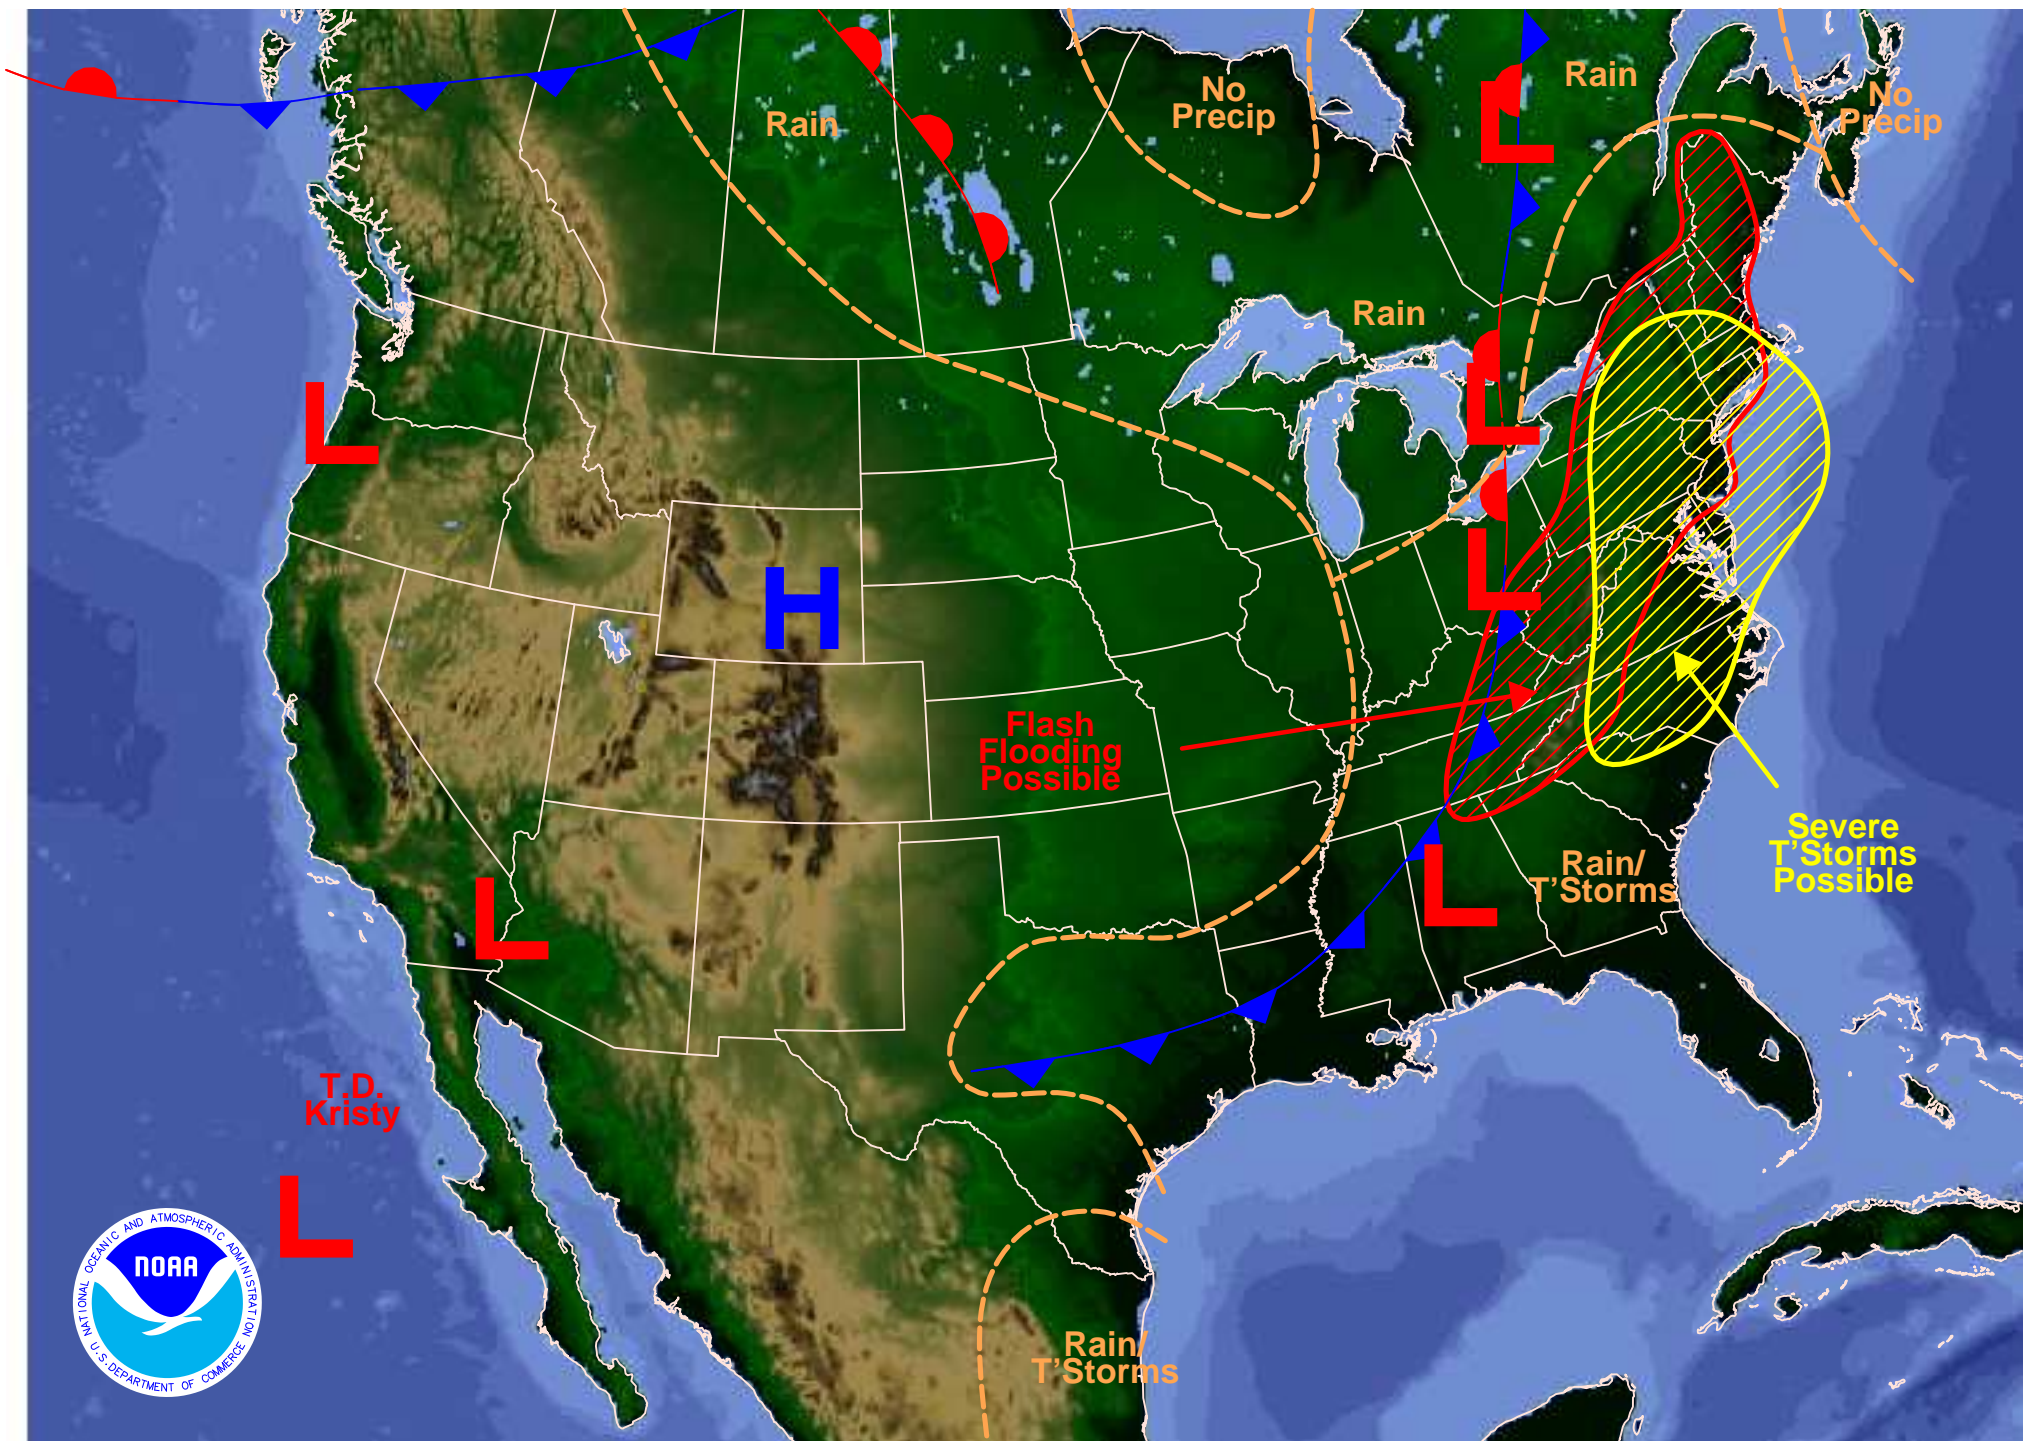 Rain
No
Precip
Rain
No
Precip
Rain
L
L
L
L
H
Flash
Flooding
Possible
Severe
T'Storms
Possible
Rain/
T'Storms
L
L
T.D.
Kristy
L
Rain/
T'Storms
NATIONAL OCEANIC AND ATMOSPHERIC ADMINISTRATION
NOAA
U.S. DEPARTMENT OF COMMERCE